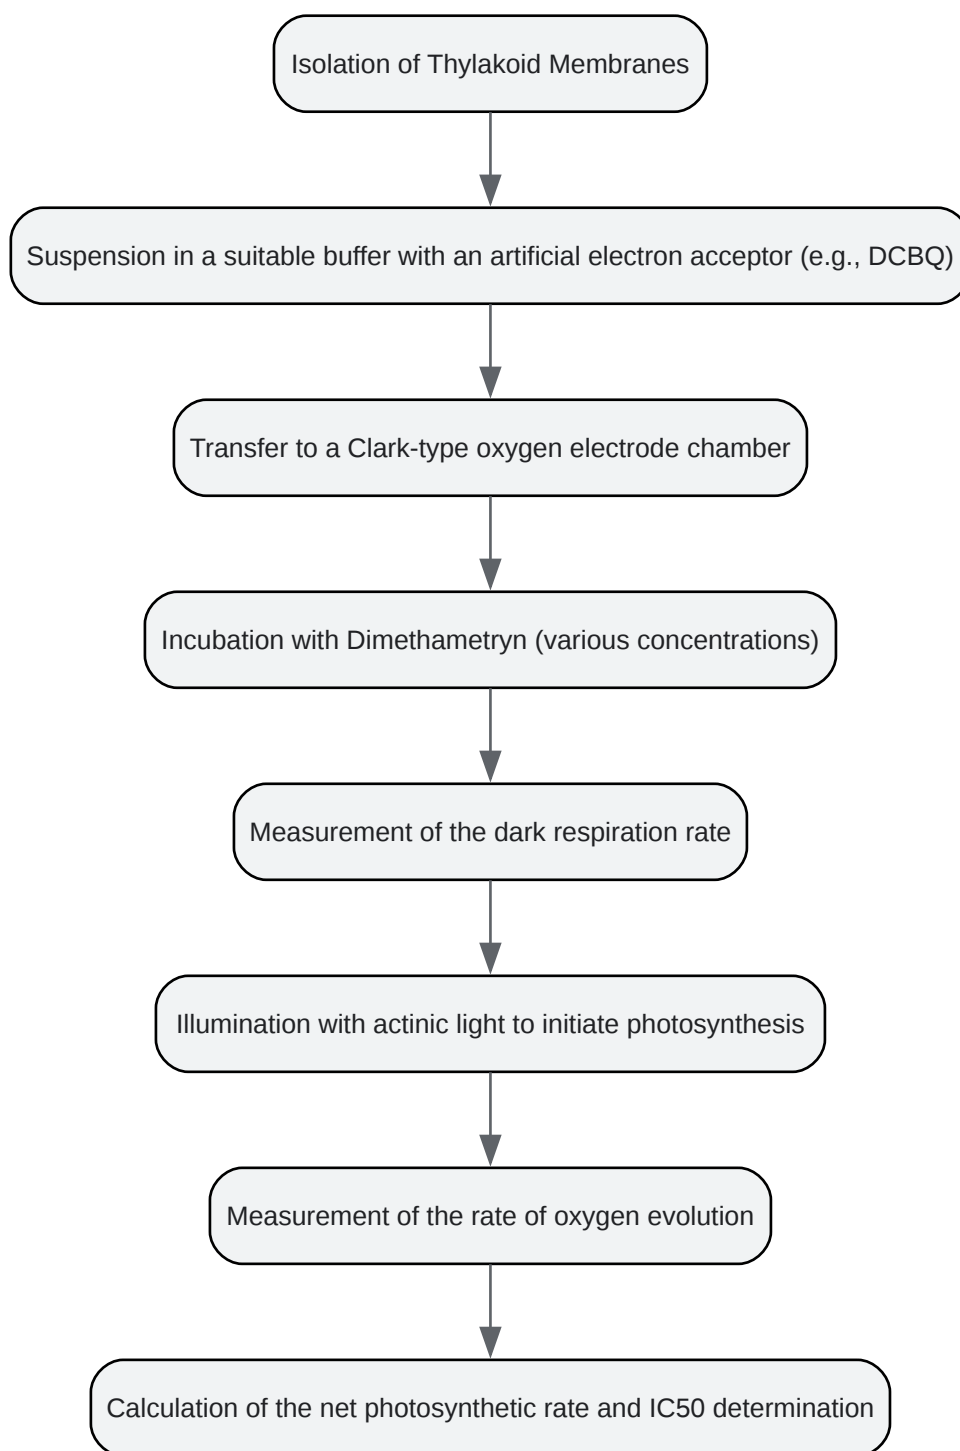 Isolation of Thylakoid Membranes
Suspension in a suitable buffer with an artificial electron acceptor (e.g., DCBQ)
Transfer to a Clark-type oxygen electrode chamber
Incubation with Dimethametryn (various concentrations)
Measurement of the dark respiration rate
Illumination with actinic light to initiate photosynthesis
Measurement of the rate of oxygen evolution
Calculation of the net photosynthetic rate and IC50 determination